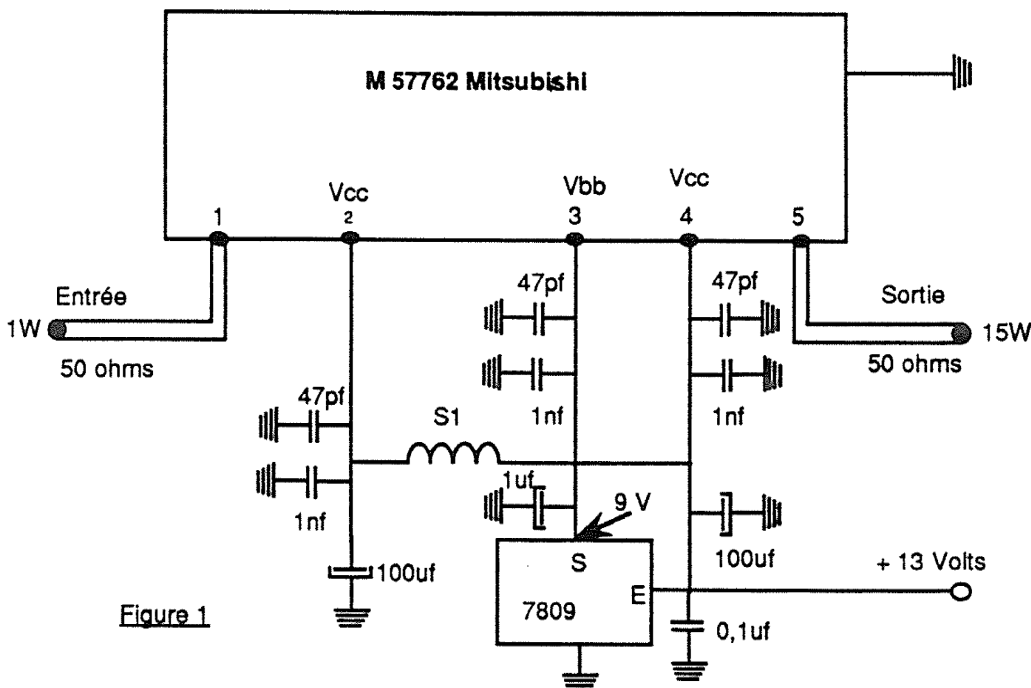 M 57762 Mitsubishi
Vcc Vbb Vcc
1 2 3 4 5
47pf 47pf
Entrée Sortie
1W 15W
50 ohms 50 ohms
1nf 1nf
47pf
S1
1uf
9 V
1nf
100uf
S
100uf
+ 13 Volts
E
7809
0,1uf
Figure 1